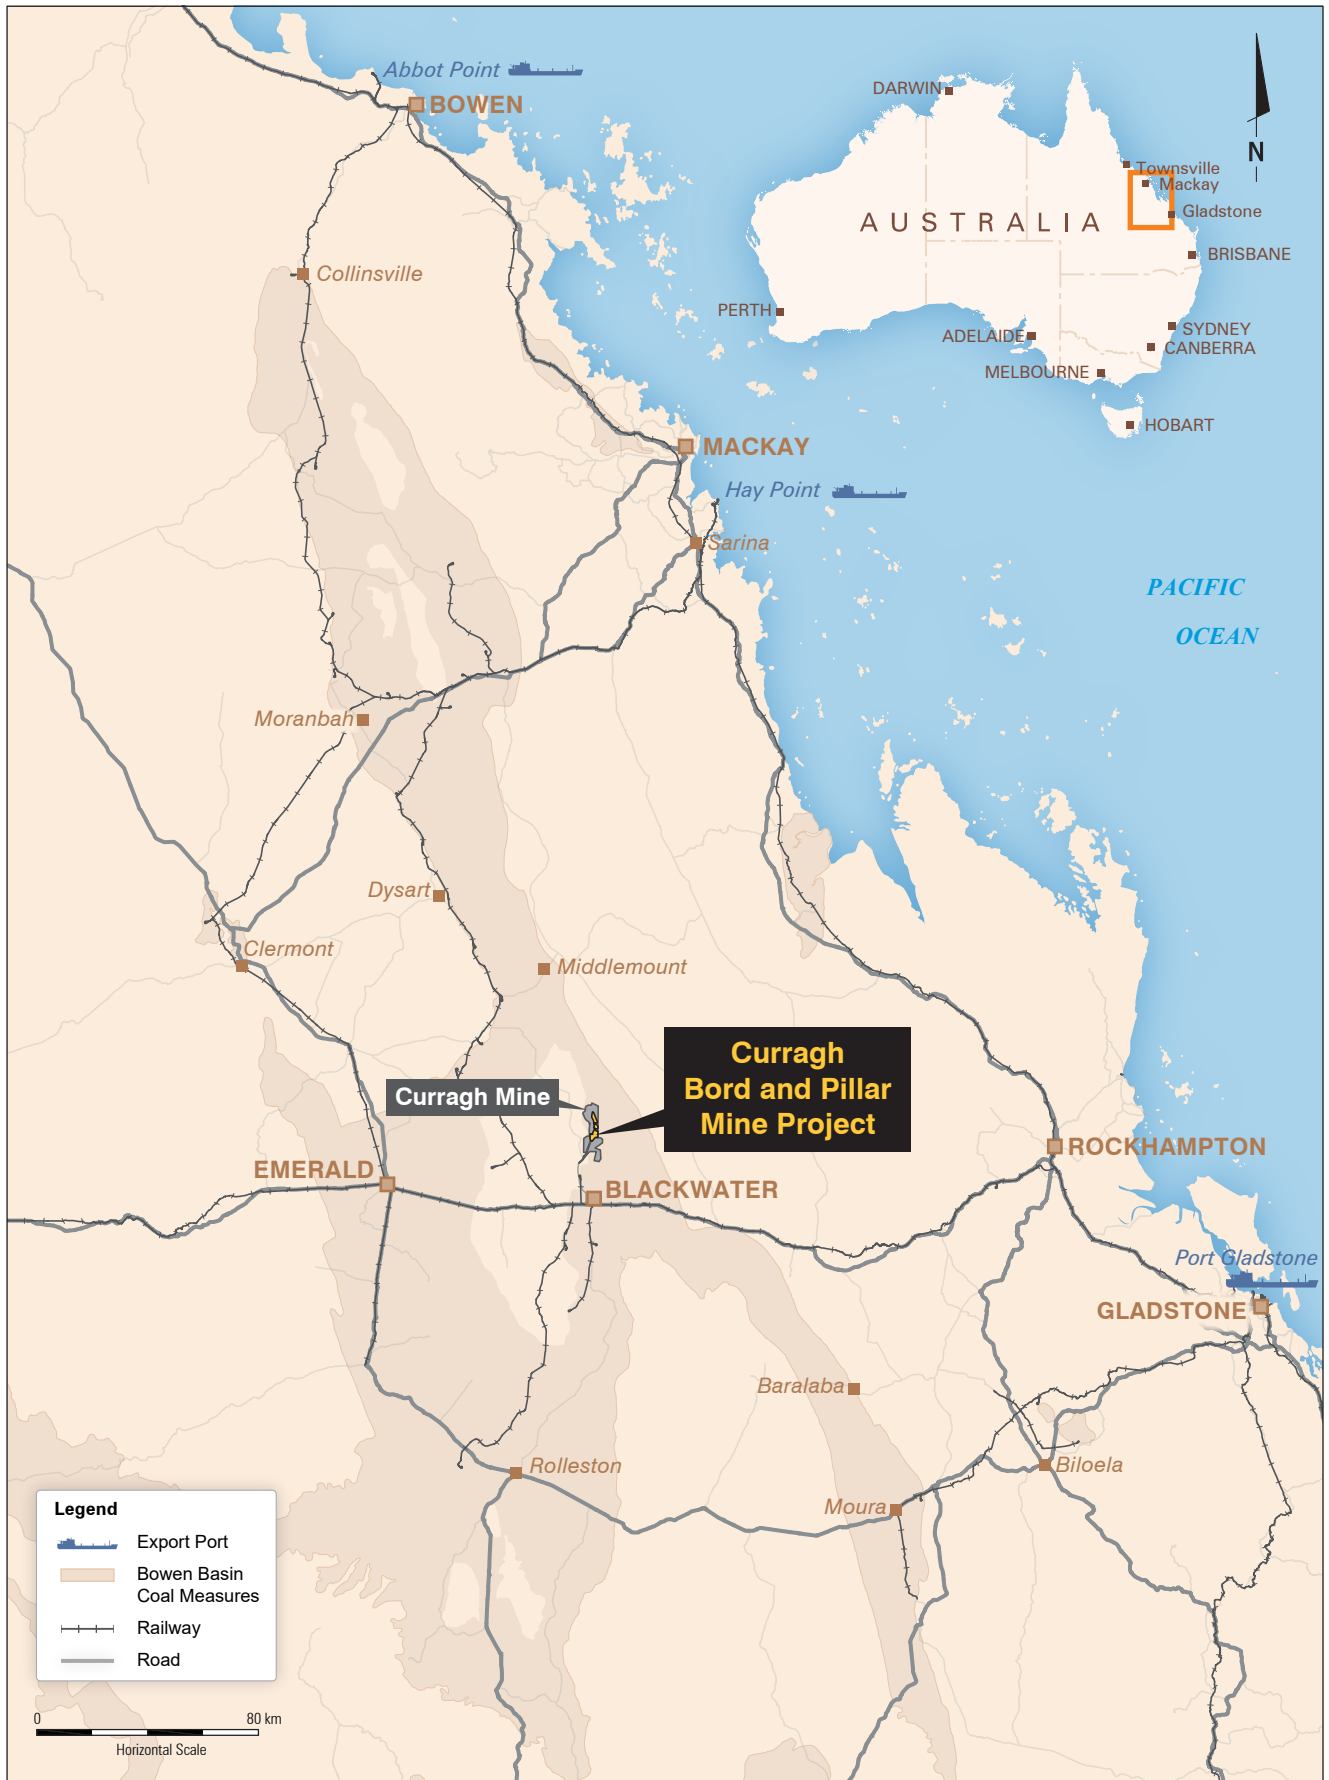 Abbot Point
BOWEN
DARWIN
N
Townsville
Mackay
AUSTRALIA
Gladstone
BRISBANE
Collinsville
PERTH
SYDNEY
ADELAIDE
CANBERRA
MELBOURNE
HOBART
MACKAY
Hay Point
Sarina
PACIFIC
OCEAN
Moranbah
Dysart
Clermont
Middlemount
Curragh
Bord and Pillar
Mine Project
Curragh Mine
ROCKHAMPTON
EMERALD
BLACKWATER
Port Gladstone
GLADSTONE
Baralaba
Rolleston
Biloela
Moura
Legend
Export Port
Bowen Basin
Coal Measures
Railway
Road
0 80 km
Horizontal Scale